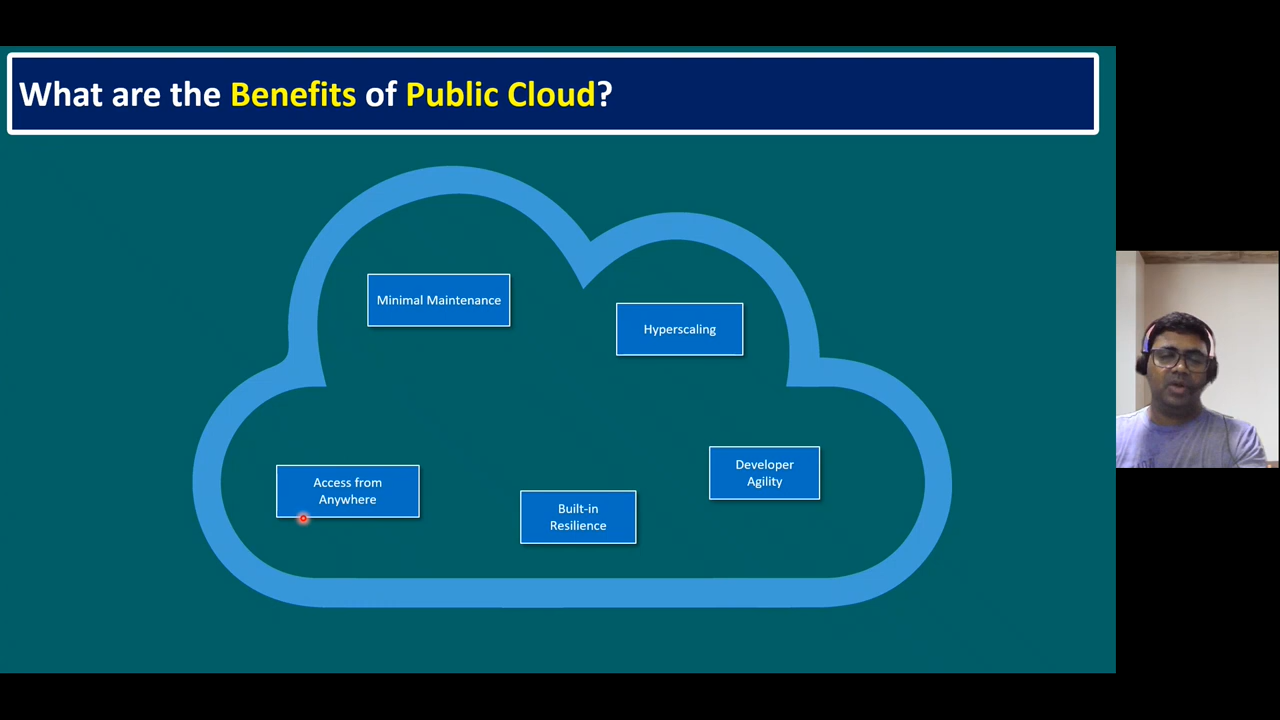 What are the Benefits of Public Cloud?
Minimal Maintenance
Hyperscaling
Developer
Agility
Access from
Anywhere
Built-in
Resilience